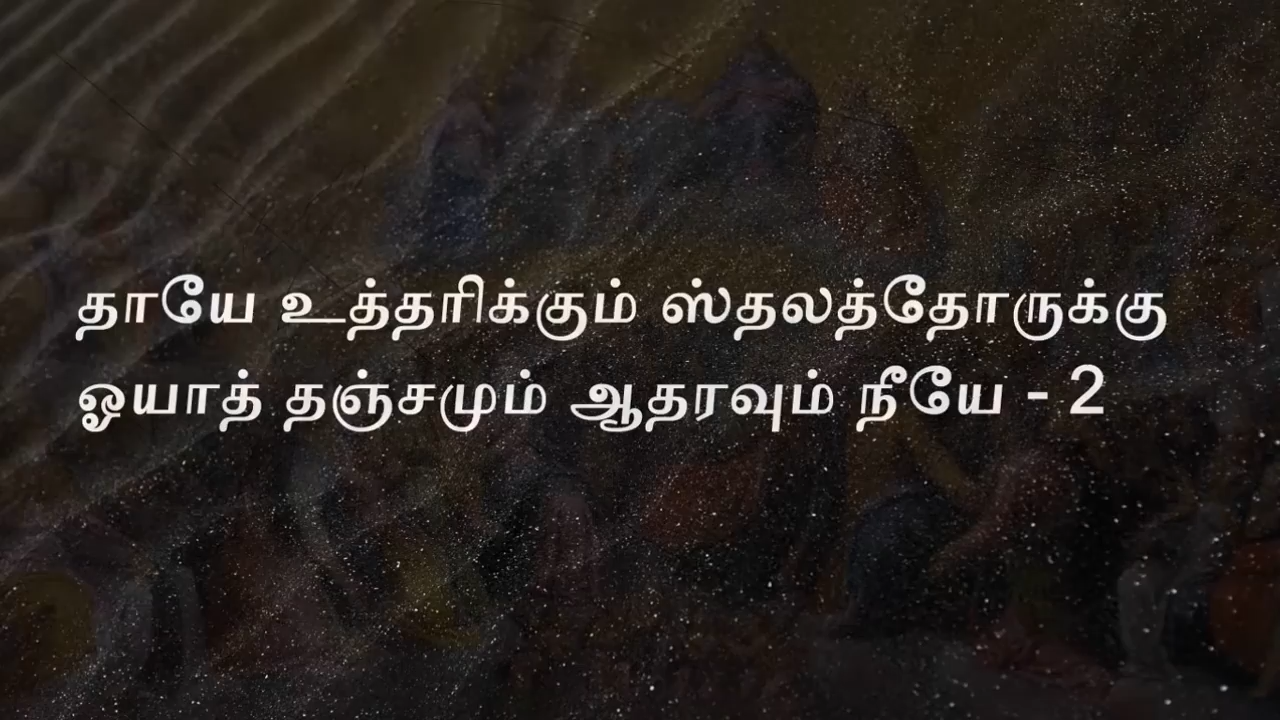 தாயே உத்தரிக்கும் ஸ்தலத்தோருக்கு
ஓயாத் தஞ்சமும் ஆதரவும் நீயே - 2